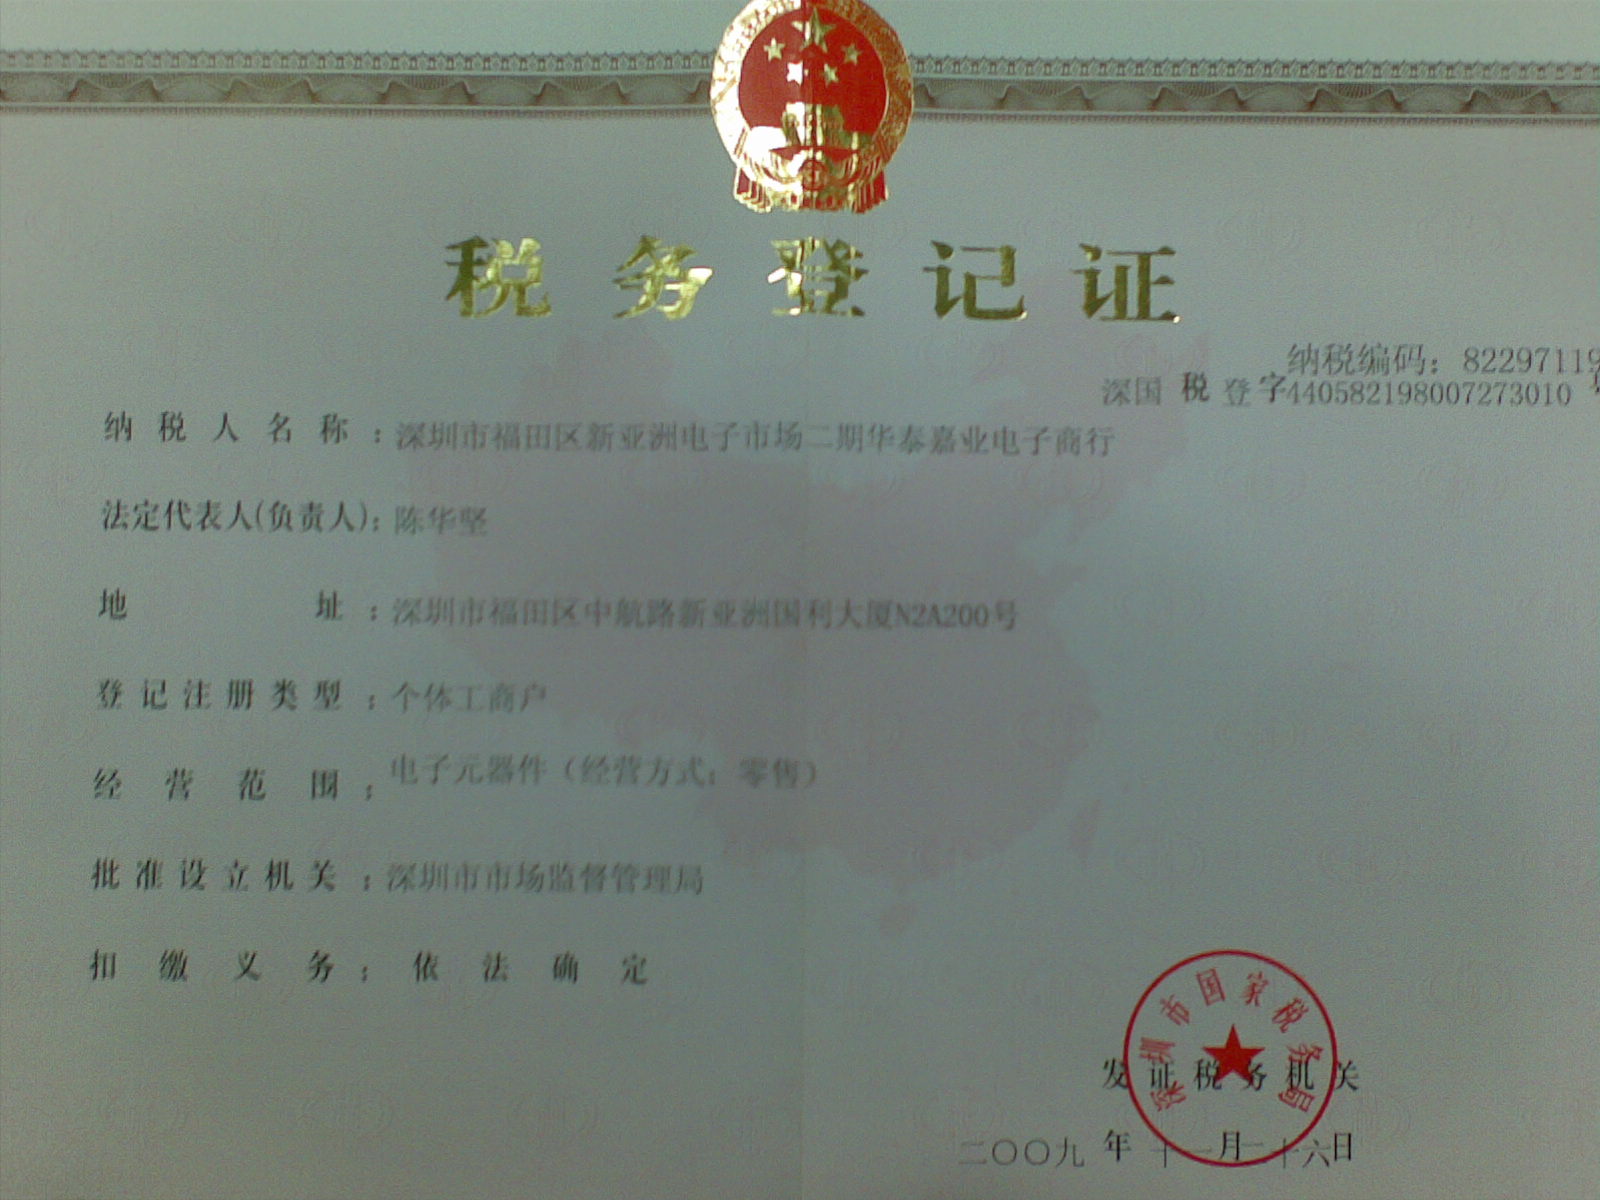 税务登记证
纳税编码：82297119
深国税登字440582198007273010
纳税人名称：深圳市福田区新亚洲电子市场二期华泰嘉业电子商行
法定代表人(负责人)：陈华坚
地址：深圳市福田区中航路新亚洲国利大厦N2A200号
登记注册类型：个体工商户
经营范围：电子元器件（经营方式：零售）
批准设立机关：深圳市市场监督管理局
扣缴义务：依法确定
深圳市国家税务局
发证税务机关
二〇〇九年十一月二十六日